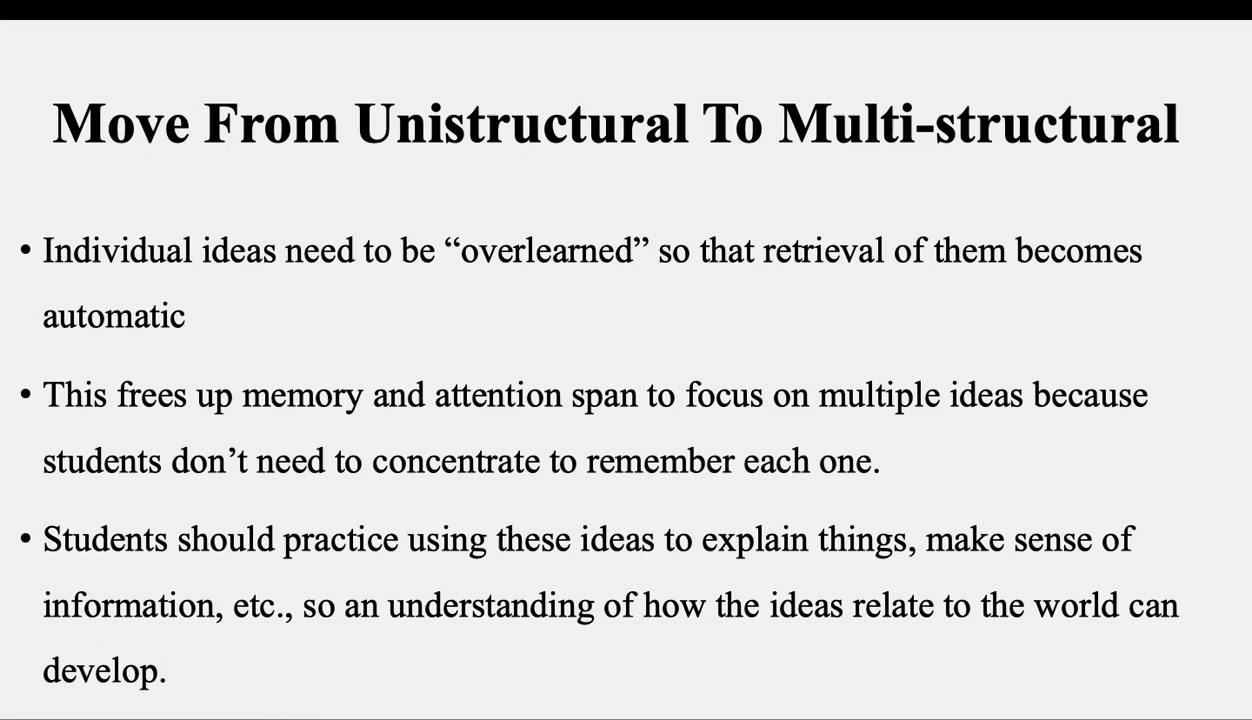 Move From Unistructural To Multi-structural
• Individual ideas need to be “overlearned” so that retrieval of them becomes
automatic
• This frees up memory and attention span to focus on multiple ideas because
students don’t need to concentrate to remember each one.
• Students should practice using these ideas to explain things, make sense of
information, etc., so an understanding of how the ideas relate to the world can
develop.